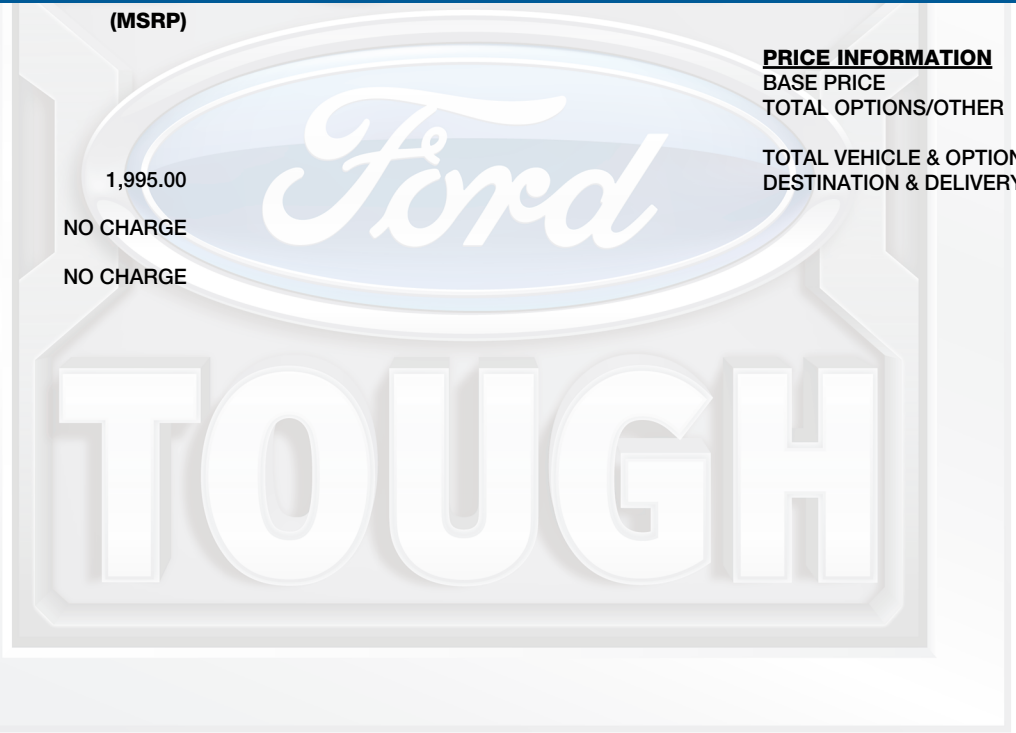 (MSRP)
1,995.00
NO CHARGE
NO CHARGE
PRICE INFORMATION
BASE PRICE
TOTAL OPTIONS/OTHER
TOTAL VEHICLE & OPTION
DESTINATION & DELIVERY
Ford
TOUGH